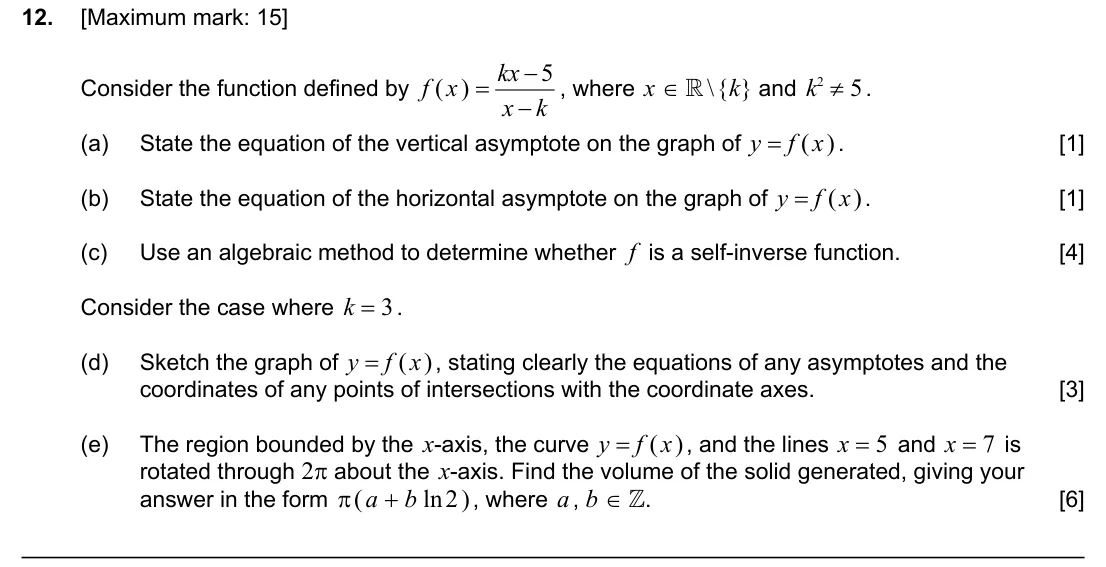 12. [Maximum mark: 15]
Consider the function defined by f(x) = (kx − 5)/(x − k), where x ∈ ℝ\{k} and k² ≠ 5.
(a) State the equation of the vertical asymptote on the graph of y = f(x). [1]
(b) State the equation of the horizontal asymptote on the graph of y = f(x). [1]
(c) Use an algebraic method to determine whether f is a self-inverse function. [4]
Consider the case where k = 3.
(d) Sketch the graph of y = f(x), stating clearly the equations of any asymptotes and the
coordinates of any points of intersections with the coordinate axes. [3]
(e) The region bounded by the x-axis, the curve y = f(x), and the lines x = 5 and x = 7 is
rotated through 2π about the x-axis. Find the volume of the solid generated, giving your
answer in the form π(a + b ln 2), where a, b ∈ ℤ. [6]